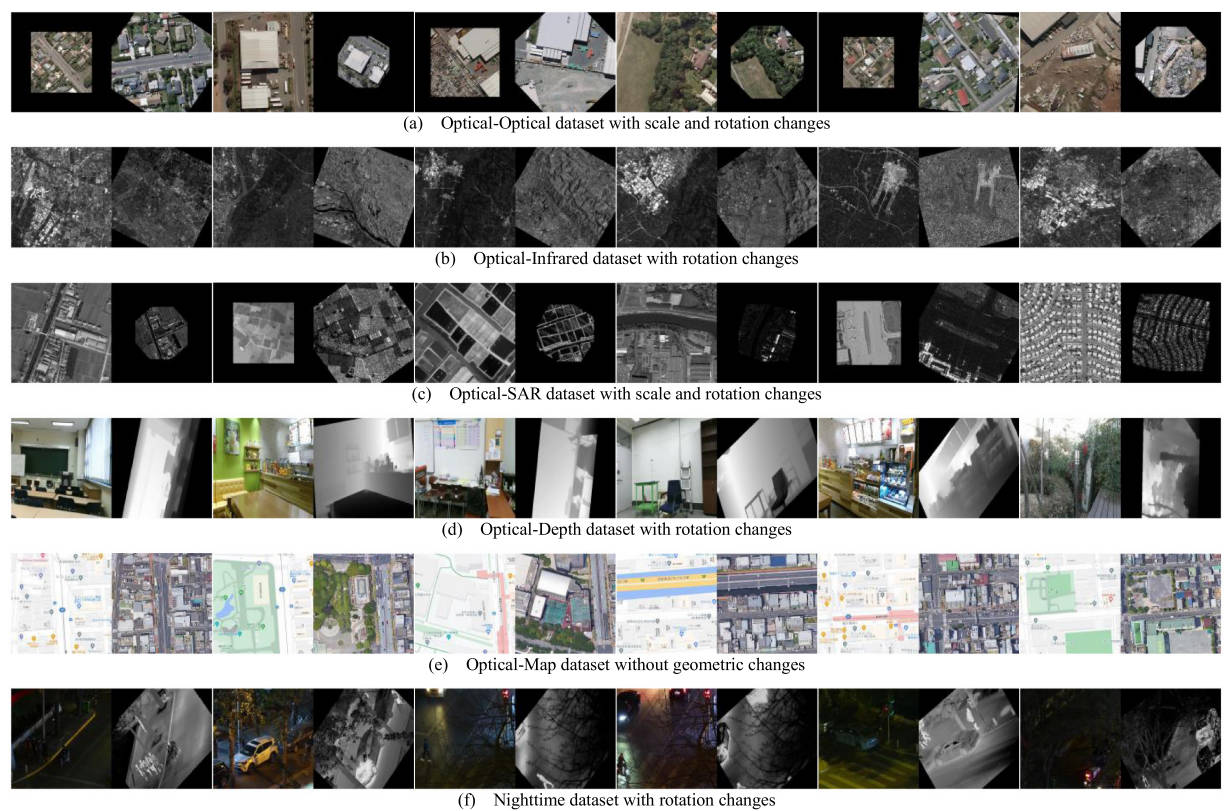 (a) Optical-Optical dataset with scale and rotation changes
(b) Optical-Infrared dataset with rotation changes
(c) Optical-SAR dataset with scale and rotation changes
(d) Optical-Depth dataset with rotation changes
(e) Optical-Map dataset without geometric changes
(f) Nighttime dataset with rotation changes